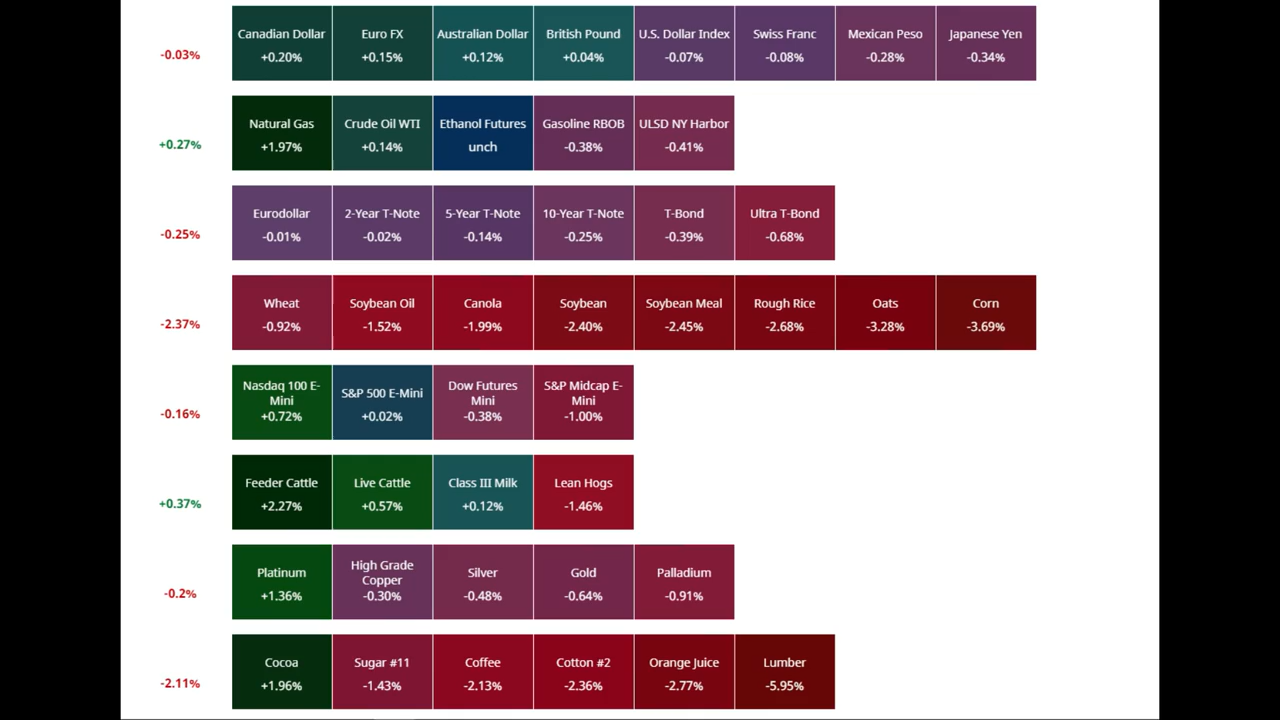 Canadian Dollar Euro FX Australian Dollar British Pound U.S. Dollar Index Swiss Franc Mexican Peso Japanese Yen
-0.03% +0.20% +0.15% +0.12% +0.04% -0.07% -0.08% -0.28% -0.34%
Natural Gas Crude Oil WTI Ethanol Futures Gasoline RBOB ULSD NY Harbor
+0.27% +1.97% +0.14% unch -0.38% -0.41%
Eurodollar 2-Year T-Note 5-Year T-Note 10-Year T-Note T-Bond Ultra T-Bond
-0.25% -0.01% -0.02% -0.14% -0.25% -0.39% -0.68%
Wheat Soybean Oil Canola Soybean Soybean Meal Rough Rice Oats Corn
-2.37% -0.92% -1.52% -1.99% -2.40% -2.45% -2.68% -3.28% -3.69%
Nasdaq 100 E-
Mini S&P 500 E-Mini Dow Futures
Mini S&P Midcap E-
Mini
-0.16% +0.72% +0.02% -0.38% -1.00%
Feeder Cattle Live Cattle Class III Milk Lean Hogs
+0.37% +2.27% +0.57% +0.12% -1.46%
Platinum High Grade
Copper Silver Gold Palladium
-0.2% +1.36% -0.30% -0.48% -0.64% -0.91%
Cocoa Sugar #11 Coffee Cotton #2 Orange Juice Lumber
-2.11% +1.96% -1.43% -2.13% -2.36% -2.77% -5.95%